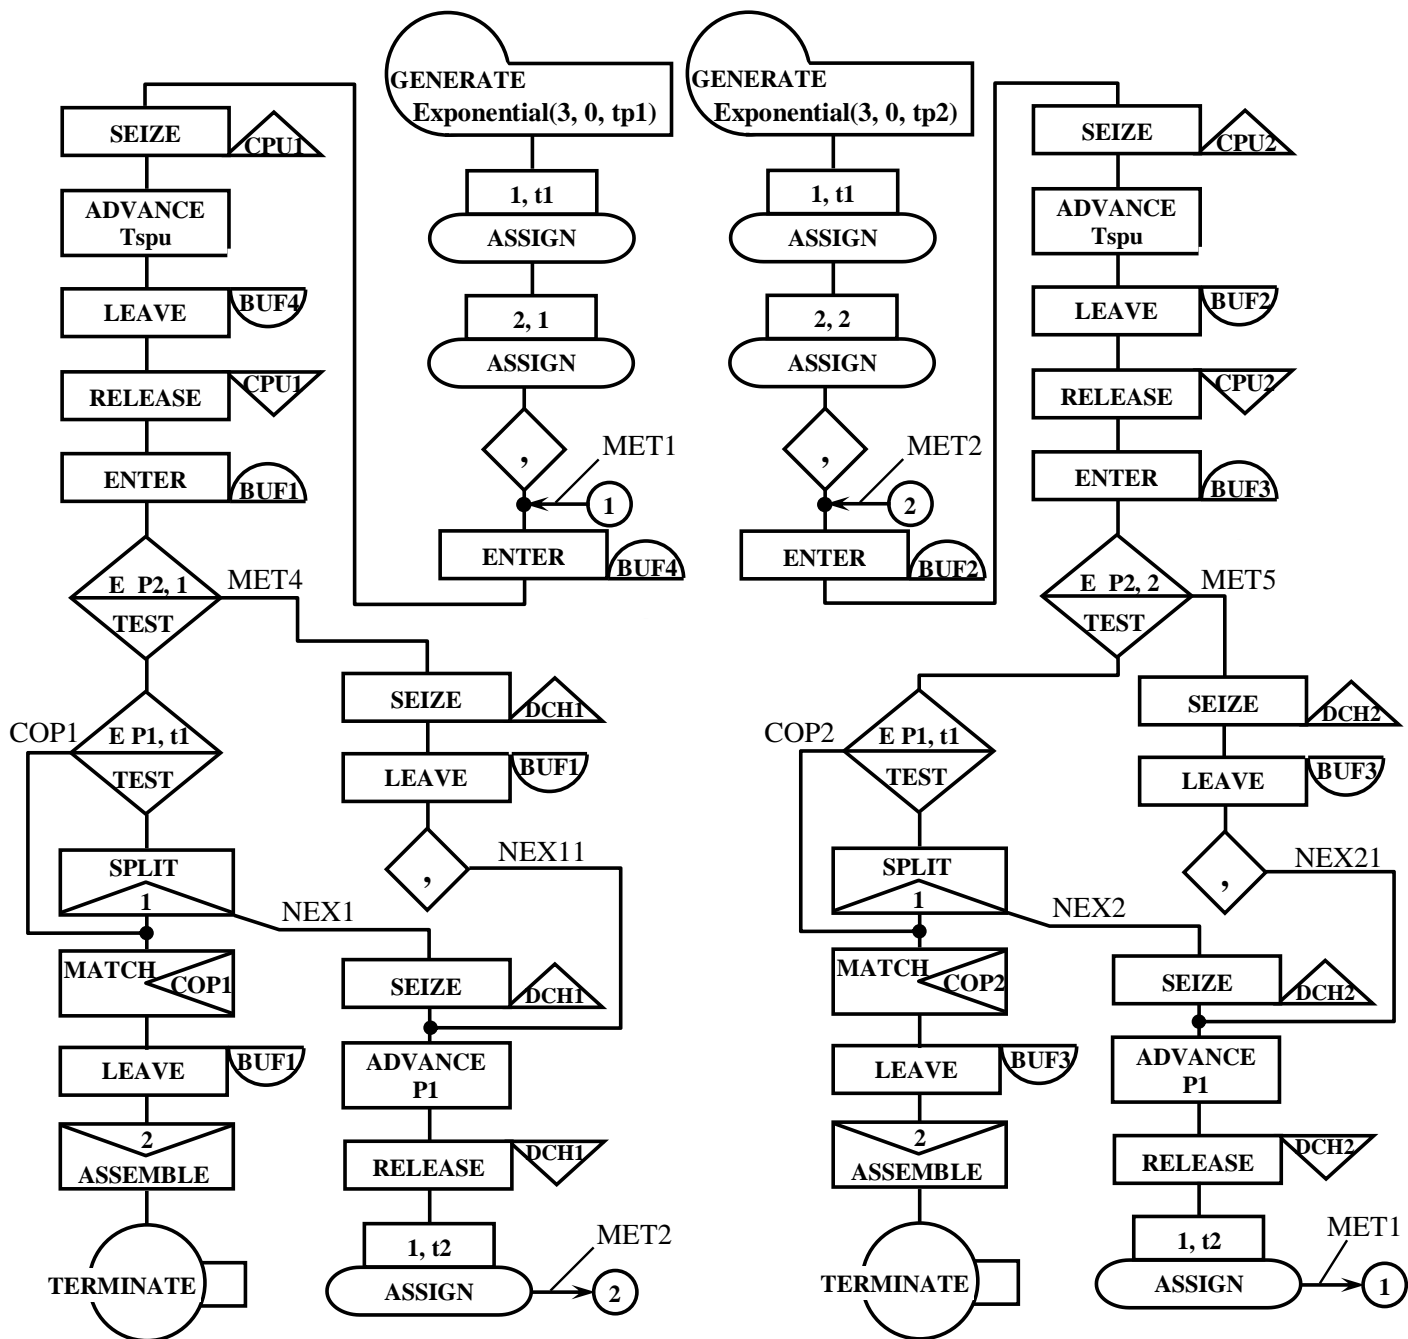 GENERATE
Exponential(3, 0, tp1)
1, t1
ASSIGN
2, 1
ASSIGN
,
MET1
1
ENTER
BUF4
SEIZE
CPU1
ADVANCE
Tspu
LEAVE
BUF4
RELEASE
CPU1
ENTER
BUF1
E P2, 1
TEST
MET4
COP1
E P1, t1
TEST
SPLIT
1
NEX1
MATCH
COP1
LEAVE
BUF1
2
ASSEMBLE
TERMINATE
SEIZE
DCH1
LEAVE
BUF1
,
NEX11
SEIZE
DCH1
ADVANCE
P1
RELEASE
DCH1
1, t2
ASSIGN
MET2
2
GENERATE
Exponential(3, 0, tp2)
1, t1
ASSIGN
2, 2
ASSIGN
,
MET2
2
ENTER
BUF2
SEIZE
CPU2
ADVANCE
Tspu
LEAVE
BUF2
RELEASE
CPU2
ENTER
BUF3
E P2, 2
TEST
MET5
COP2
E P1, t1
TEST
SPLIT
1
NEX2
MATCH
COP2
LEAVE
BUF3
2
ASSEMBLE
TERMINATE
SEIZE
DCH2
LEAVE
BUF3
,
NEX21
SEIZE
DCH2
ADVANCE
P1
RELEASE
DCH2
1, t2
ASSIGN
MET1
1